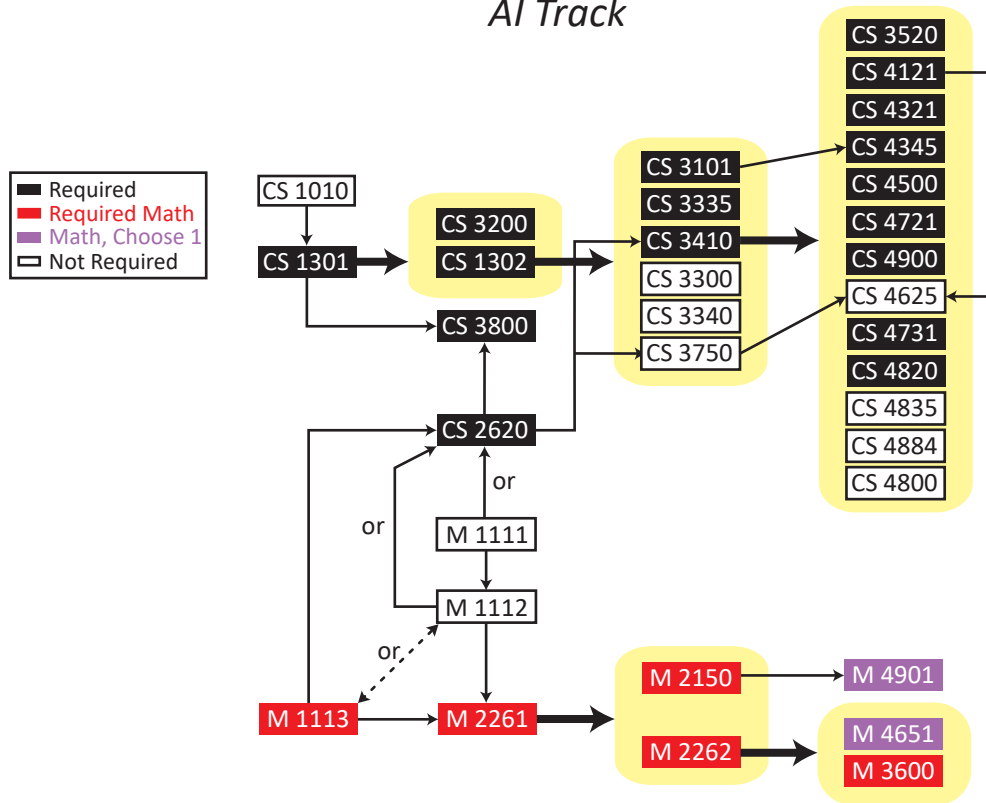 AI Track
Required
Required Math
Math, Choose 1
Not Required
CS 1010
CS 1301
CS 3200
CS 1302
CS 3800
CS 2620
or
or
M 1111
M 1112
or
M 1113
M 2261
CS 3101
CS 3335
CS 3410
CS 3300
CS 3340
CS 3750
M 2150
M 2262
CS 3520
CS 4121
CS 4321
CS 4345
CS 4500
CS 4721
CS 4900
CS 4625
CS 4731
CS 4820
CS 4835
CS 4884
CS 4800
M 4901
M 4651
M 3600